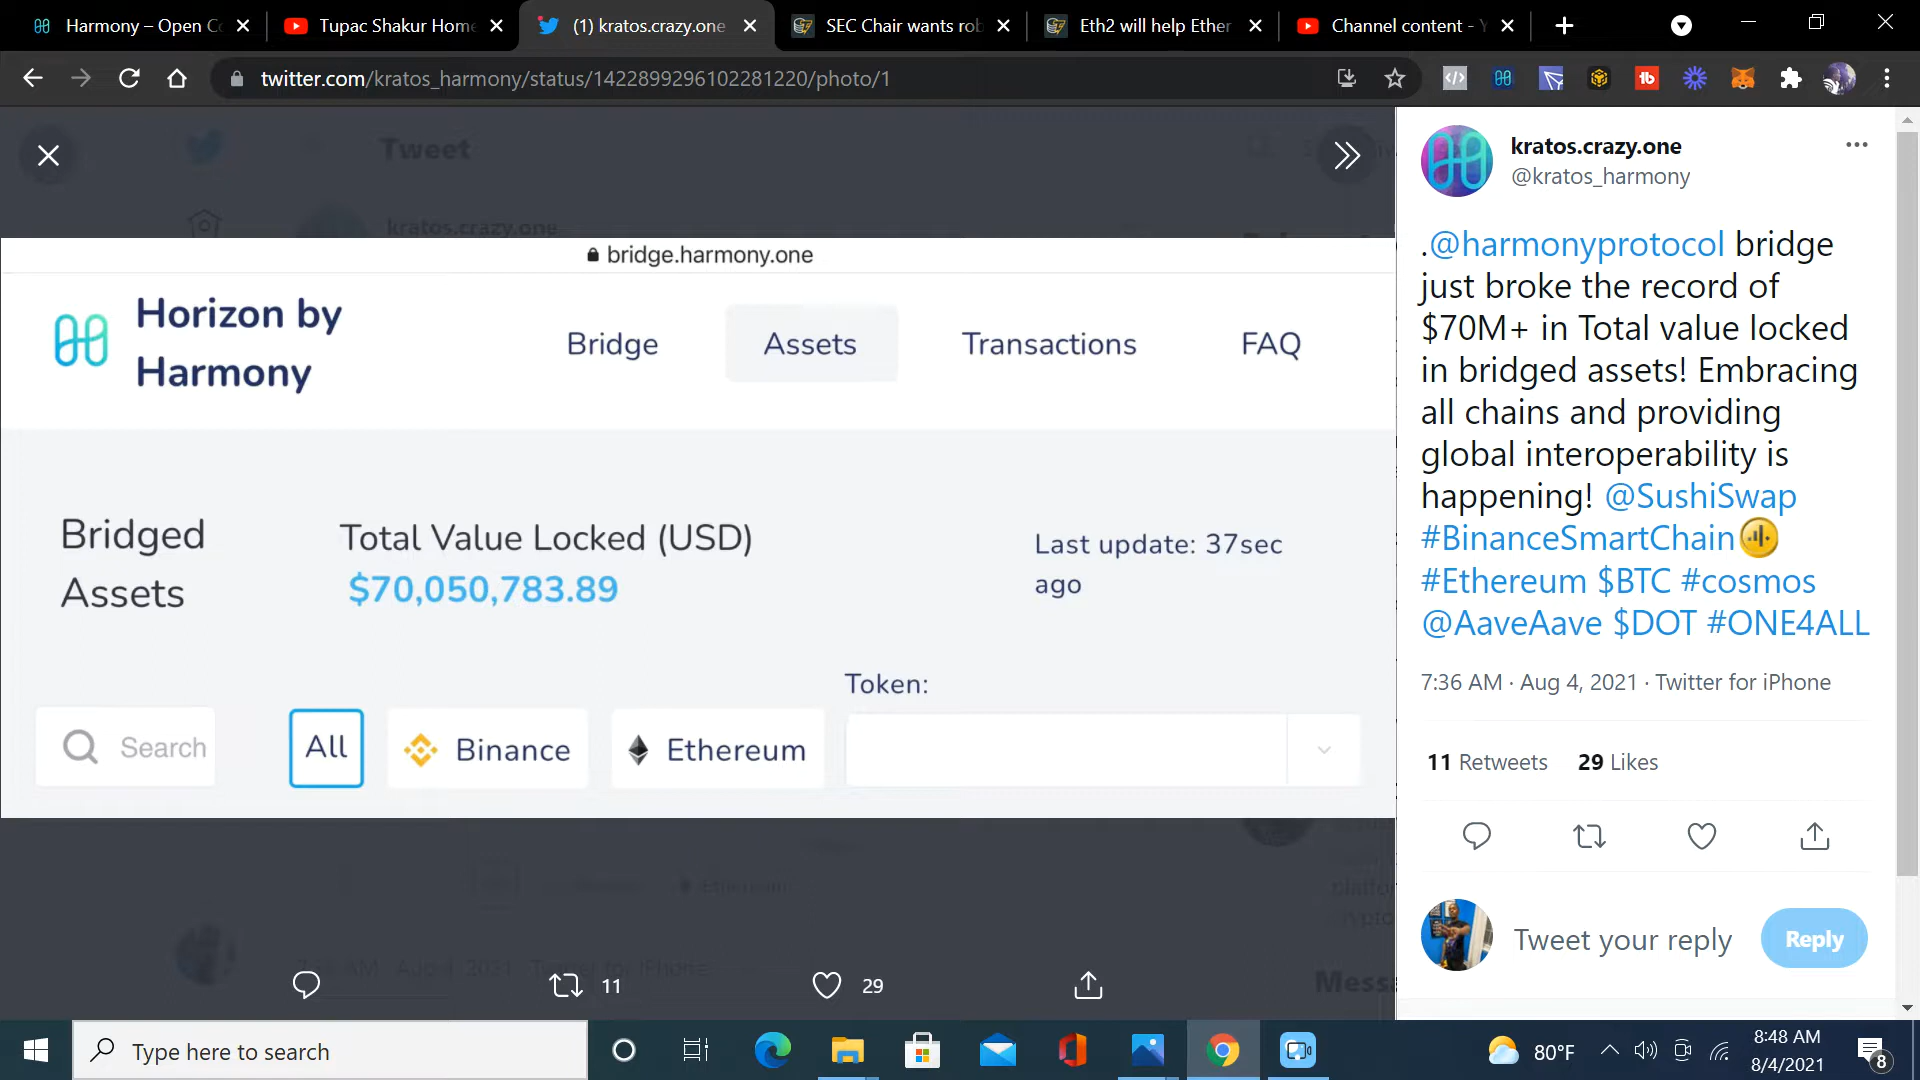 Harmony – Open Co
Tupac Shakur Home
(1) kratos.crazy.one
SEC Chair wants rob
Eth2 will help Ether
Channel content - Y
twitter.com/kratos_harmony/status/1422899296102281220/photo/1
Tweet
kratos.crazy.one
bridge.harmony.one
Horizon by
Harmony
Bridge
Assets
Transactions
FAQ
Bridged
Assets
Total Value Locked (USD)
$70,050,783.89
Last update: 37sec
ago
Token:
Search
All
Binance
Ethereum
11
29
kratos.crazy.one
@kratos_harmony
.@harmonyprotocol bridge
just broke the record of
$70M+ in Total value locked
in bridged assets! Embracing
all chains and providing
global interoperability is
happening! @SushiSwap
#BinanceSmartChain
#Ethereum $BTC #cosmos
@AaveAave $DOT #ONE4ALL
7:36 AM · Aug 4, 2021 · Twitter for iPhone
11 Retweets 29 Likes
Tweet your reply
Reply
Type here to search
80°F
8:48 AM
8/4/2021
8